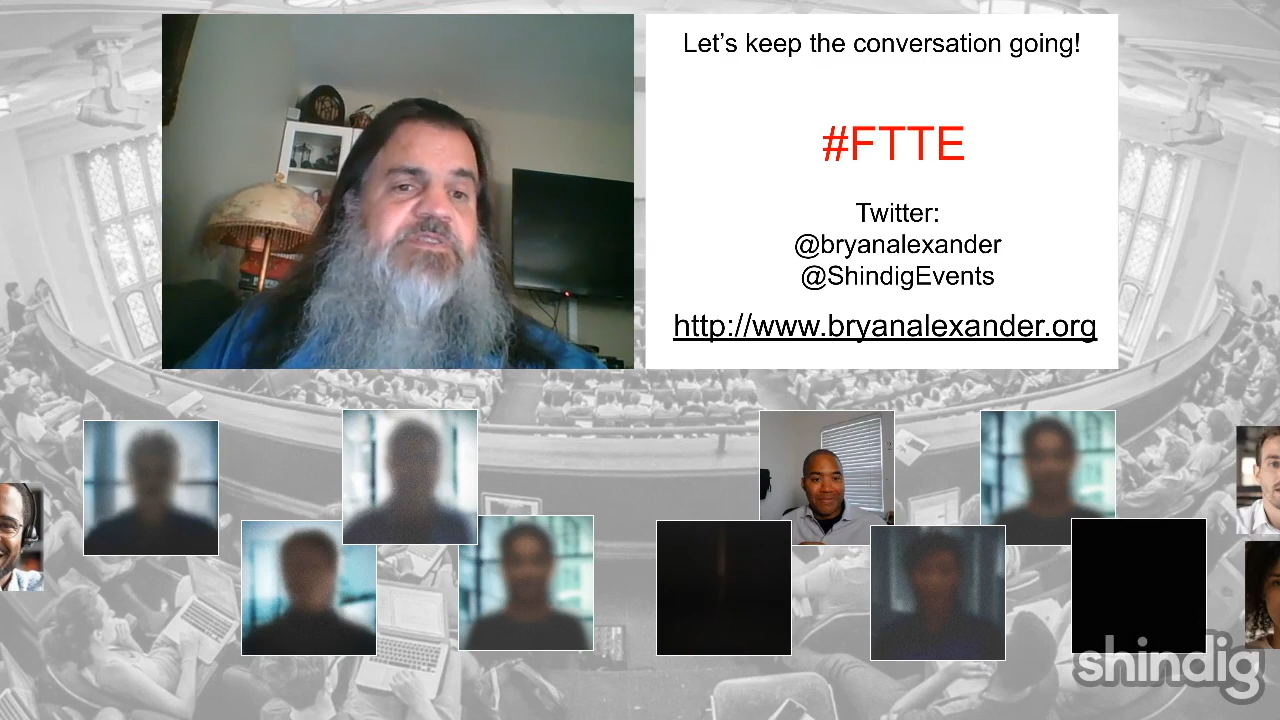 Let’s keep the conversation going!
#FTTE
Twitter:
@bryanalexander
@ShindigEvents
http://www.bryanalexander.org
shindig